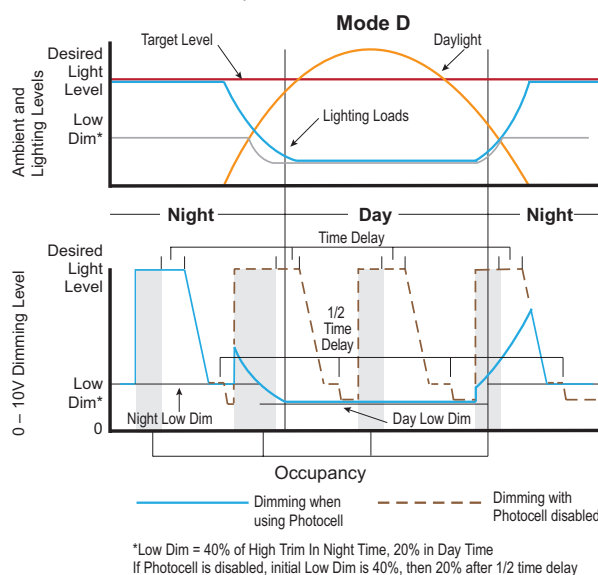 Mode D
Target Level
Daylight
Desired
Light
Level
Low
Dim*
Ambient and
Lighting Levels
Lighting Loads
Night
Day
Night
Time Delay
Desired
Light
Level
1/2
Time
Delay
Low
Dim*
0
0 – 10V Dimming Level
Night Low Dim
Day Low Dim
Occupancy
Dimming when
using Photocell
Dimming with
Photocell disabled
*Low Dim = 40% of High Trim In Night Time, 20% in Day Time
If Photocell is disabled, initial Low Dim is 40%, then 20% after 1/2 time delay